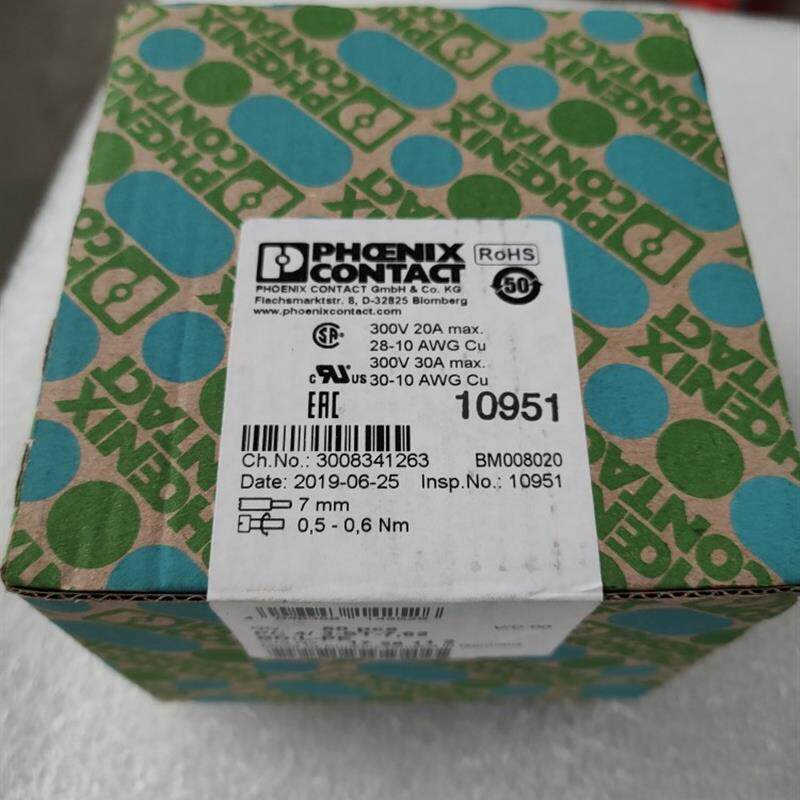 PHŒNIX
CONTACT
RoHS
50
PHOENIX CONTACT GmbH & Co. KG
Flachsmarktstr. 8, D-32825 Blomberg
www.phoenixcontact.com
300V 20A max.
28-10 AWG Cu
300V 30A max.
c US 30-10 AWG Cu
EAC 10951
Ch.No.: 3008341263 BM008020
Date: 2019-06-25 Insp.No.: 10951
7 mm
0,5 - 0,6 Nm